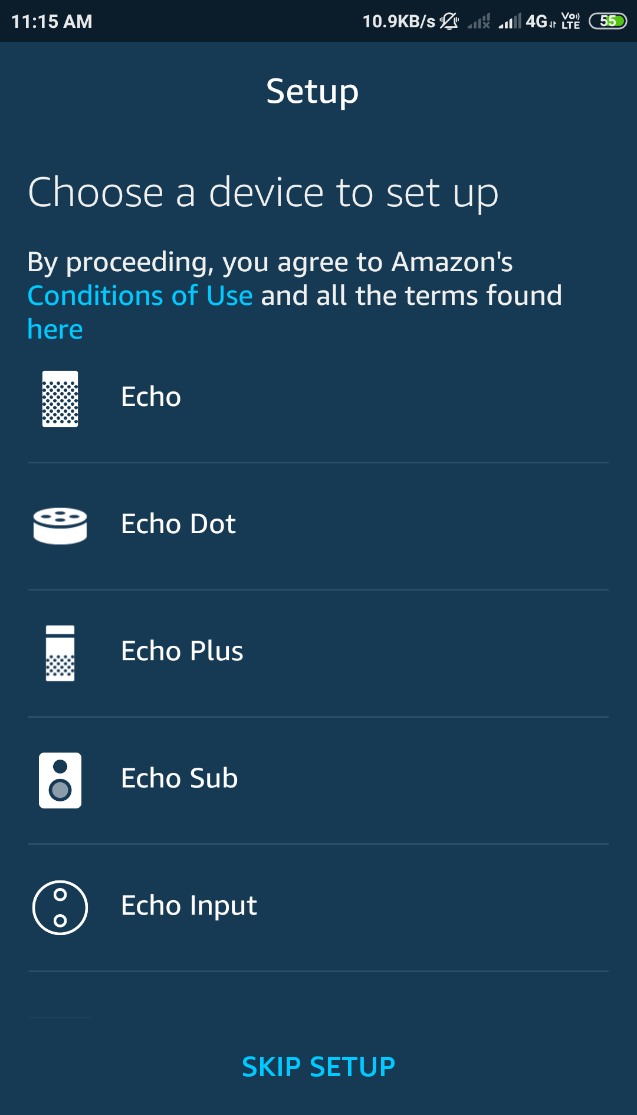 11:15 AM 10.9KB/s 4G Vo) LTE 55
Setup
Choose a device to set up
By proceeding, you agree to Amazon's
Conditions of Use and all the terms found
here
Echo
Echo Dot
Echo Plus
Echo Sub
Echo Input
SKIP SETUP